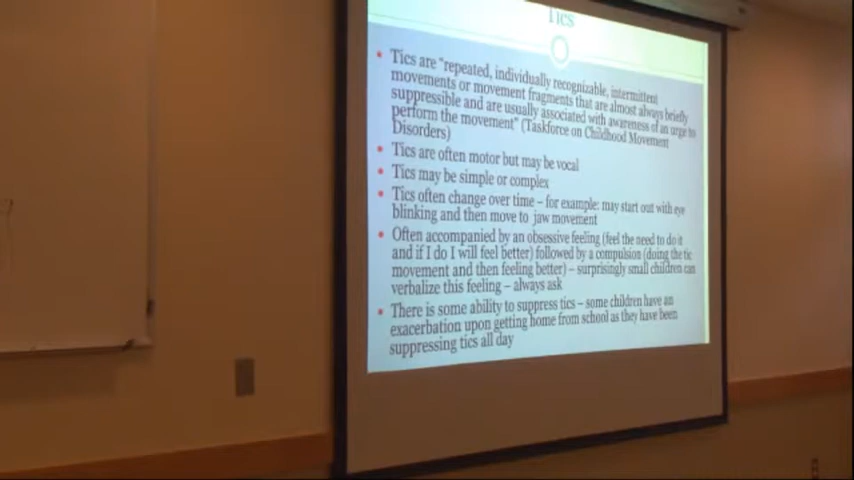 Tics
• Tics are "repeated, individually recognizable, intermittent
movements or movement fragments that are almost always briefly
suppressible and are usually associated with awareness of an urge to
perform the movement" (Taskforce on Childhood Movement
Disorders)
• Tics are often motor but may be vocal
• Tics may be simple or complex
• Tics often change over time – for example: may start out with eye
blinking and then move to jaw movement
• Often accompanied by an obsessive feeling (feel the need to do it
and if I do I will feel better) followed by a compulsion (doing the tic
movement and then feeling better) – surprisingly small children can
verbalize this feeling – always ask
• There is some ability to suppress tics – some children have an
exacerbation upon getting home from school as they have been
suppressing tics all day